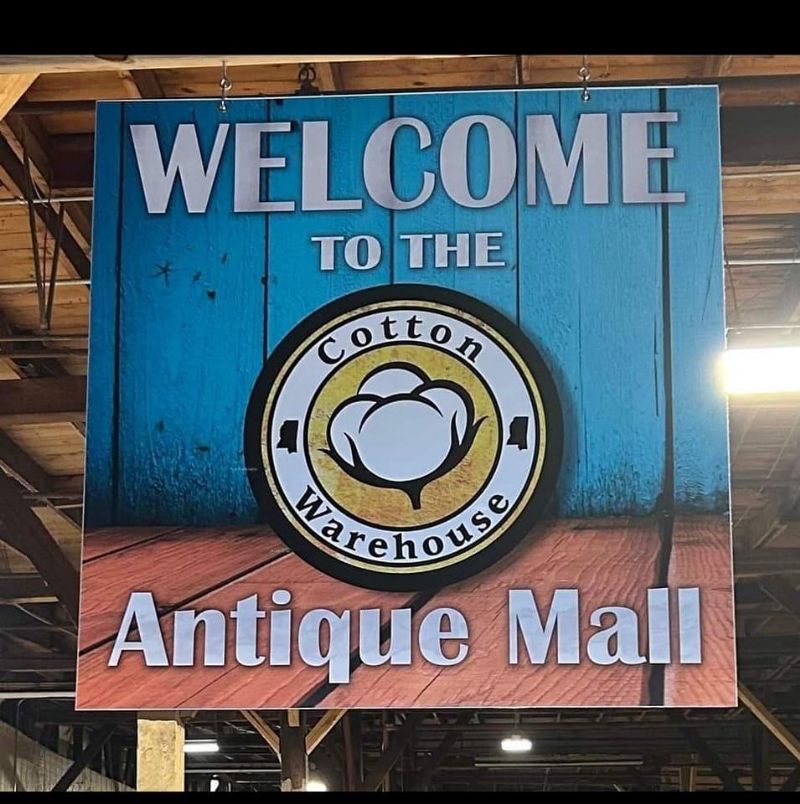 WELCOME
TO THE
Cotton
Warehouse
Antique Mall